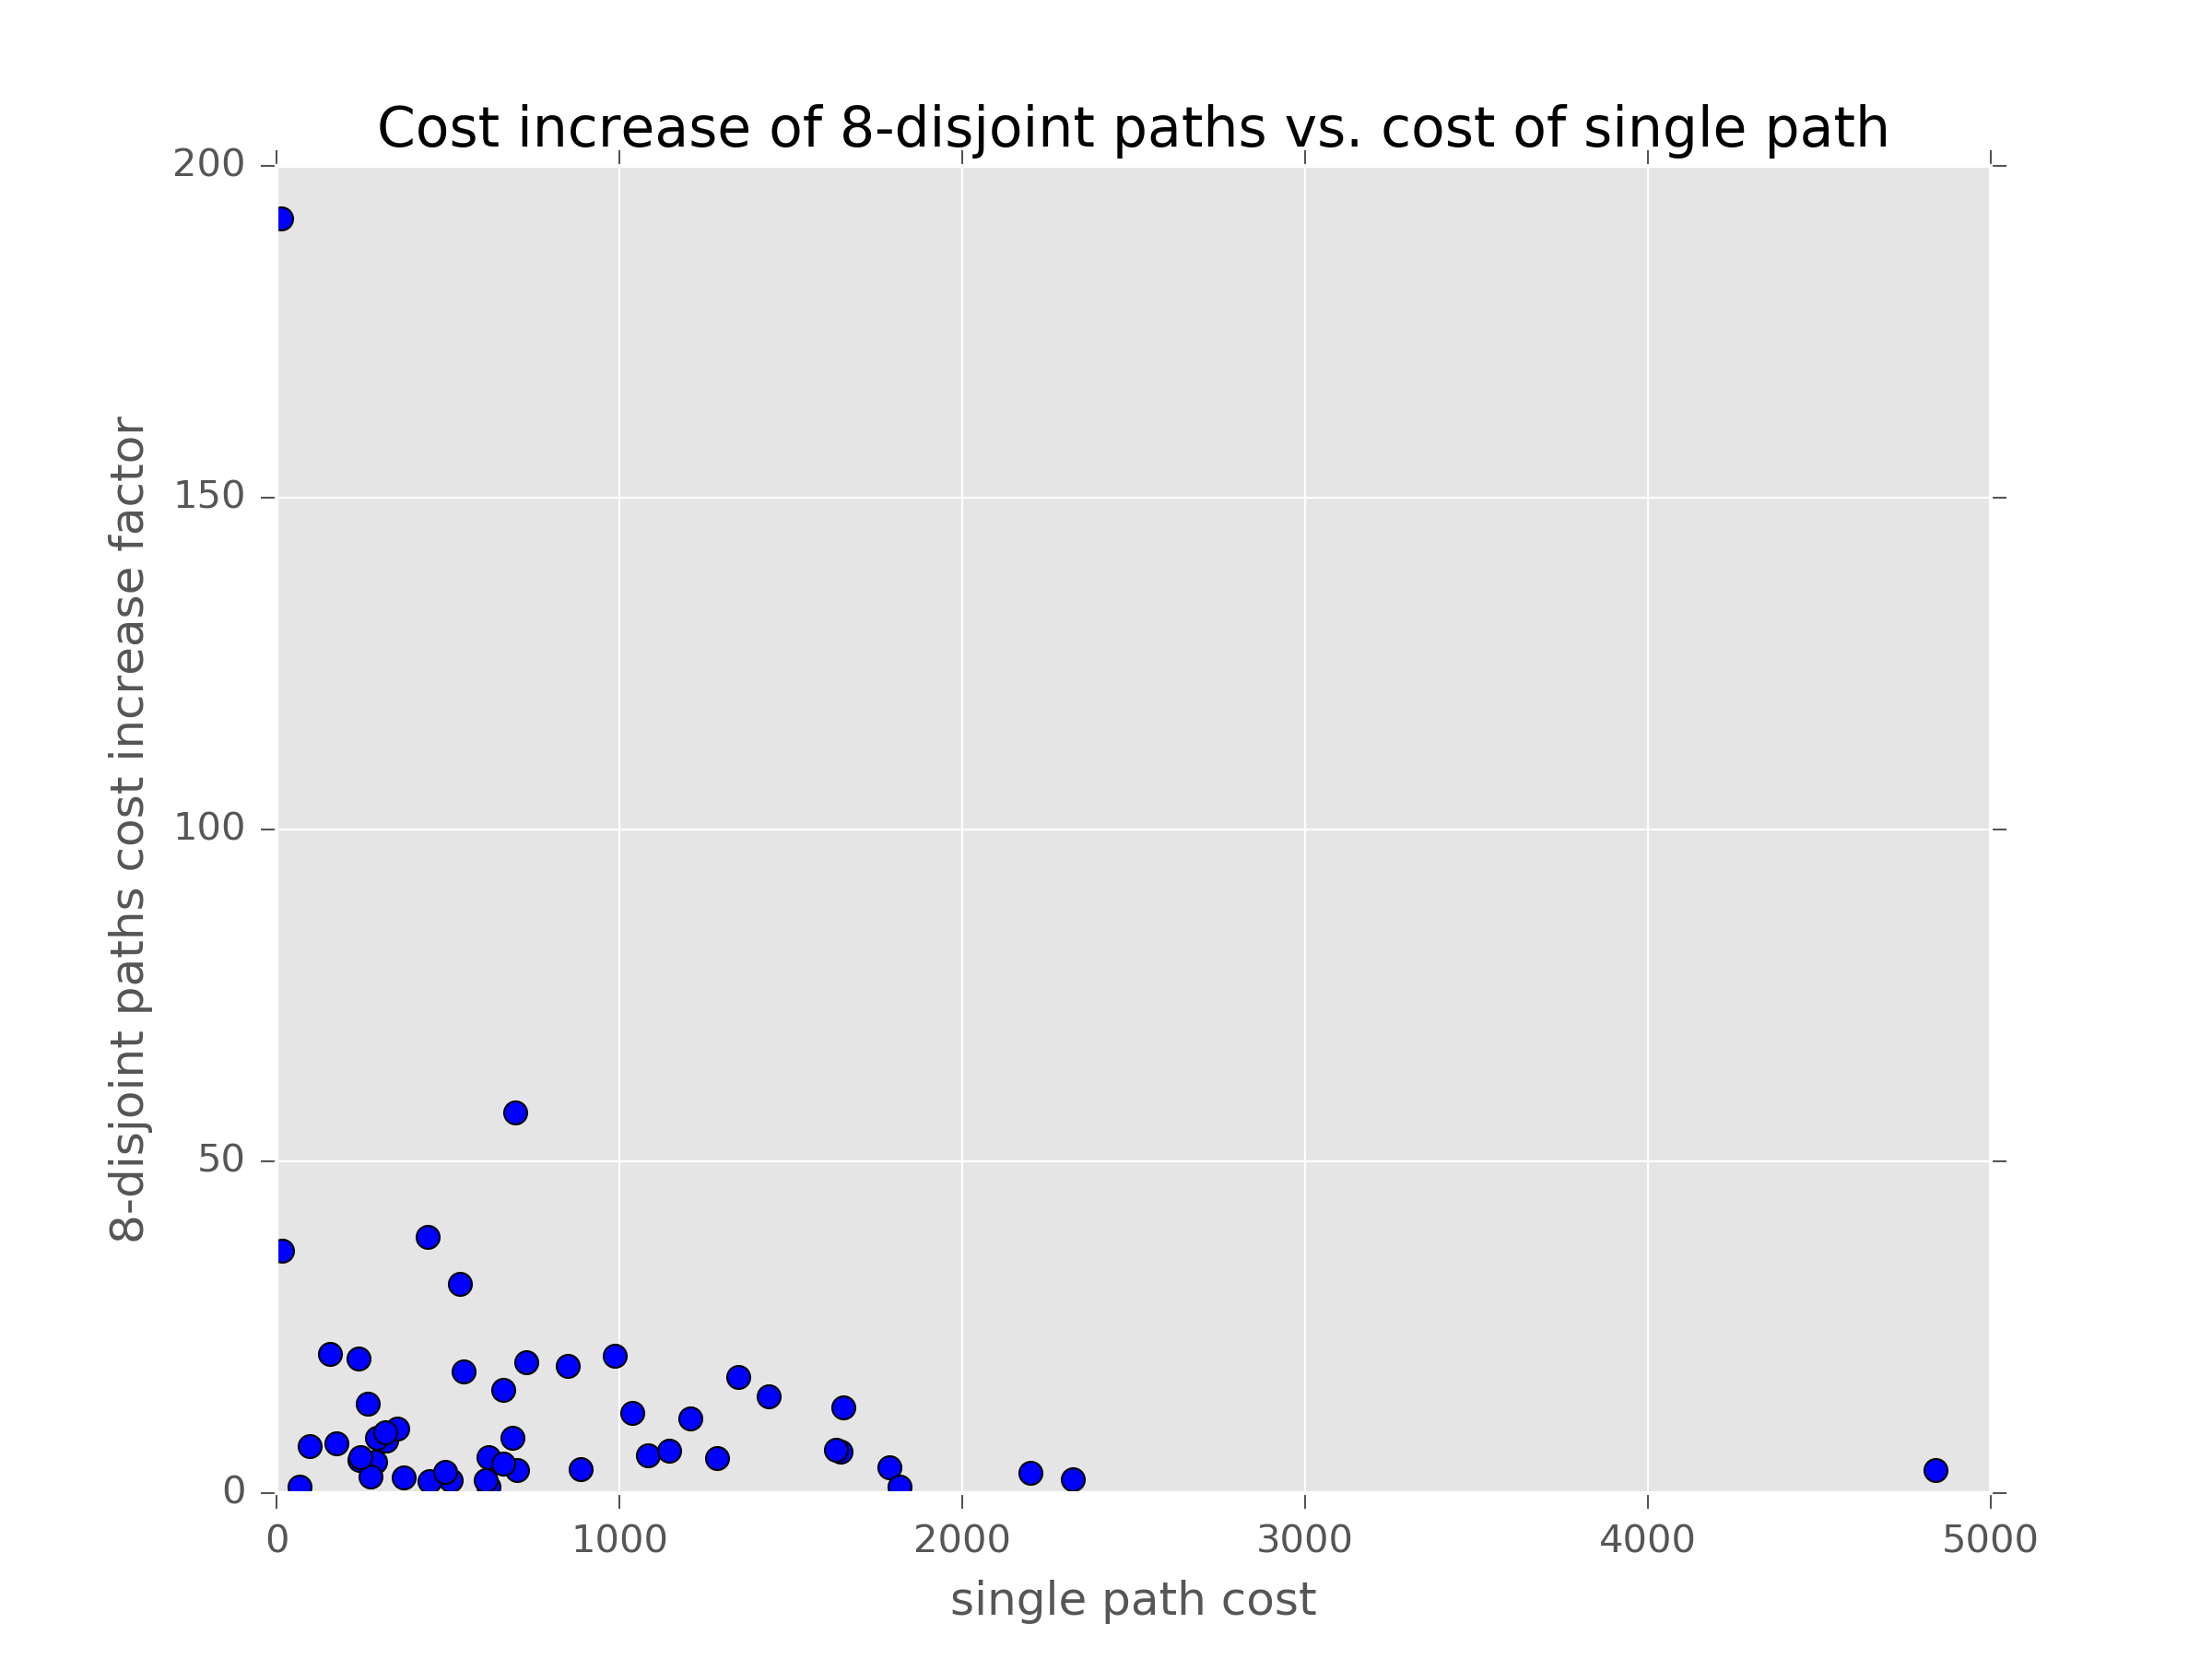 Cost increase of 8-disjoint paths vs. cost of single path
8-disjoint paths cost increase factor
200
150
100
50
0
0 1000 2000 3000 4000 5000
single path cost